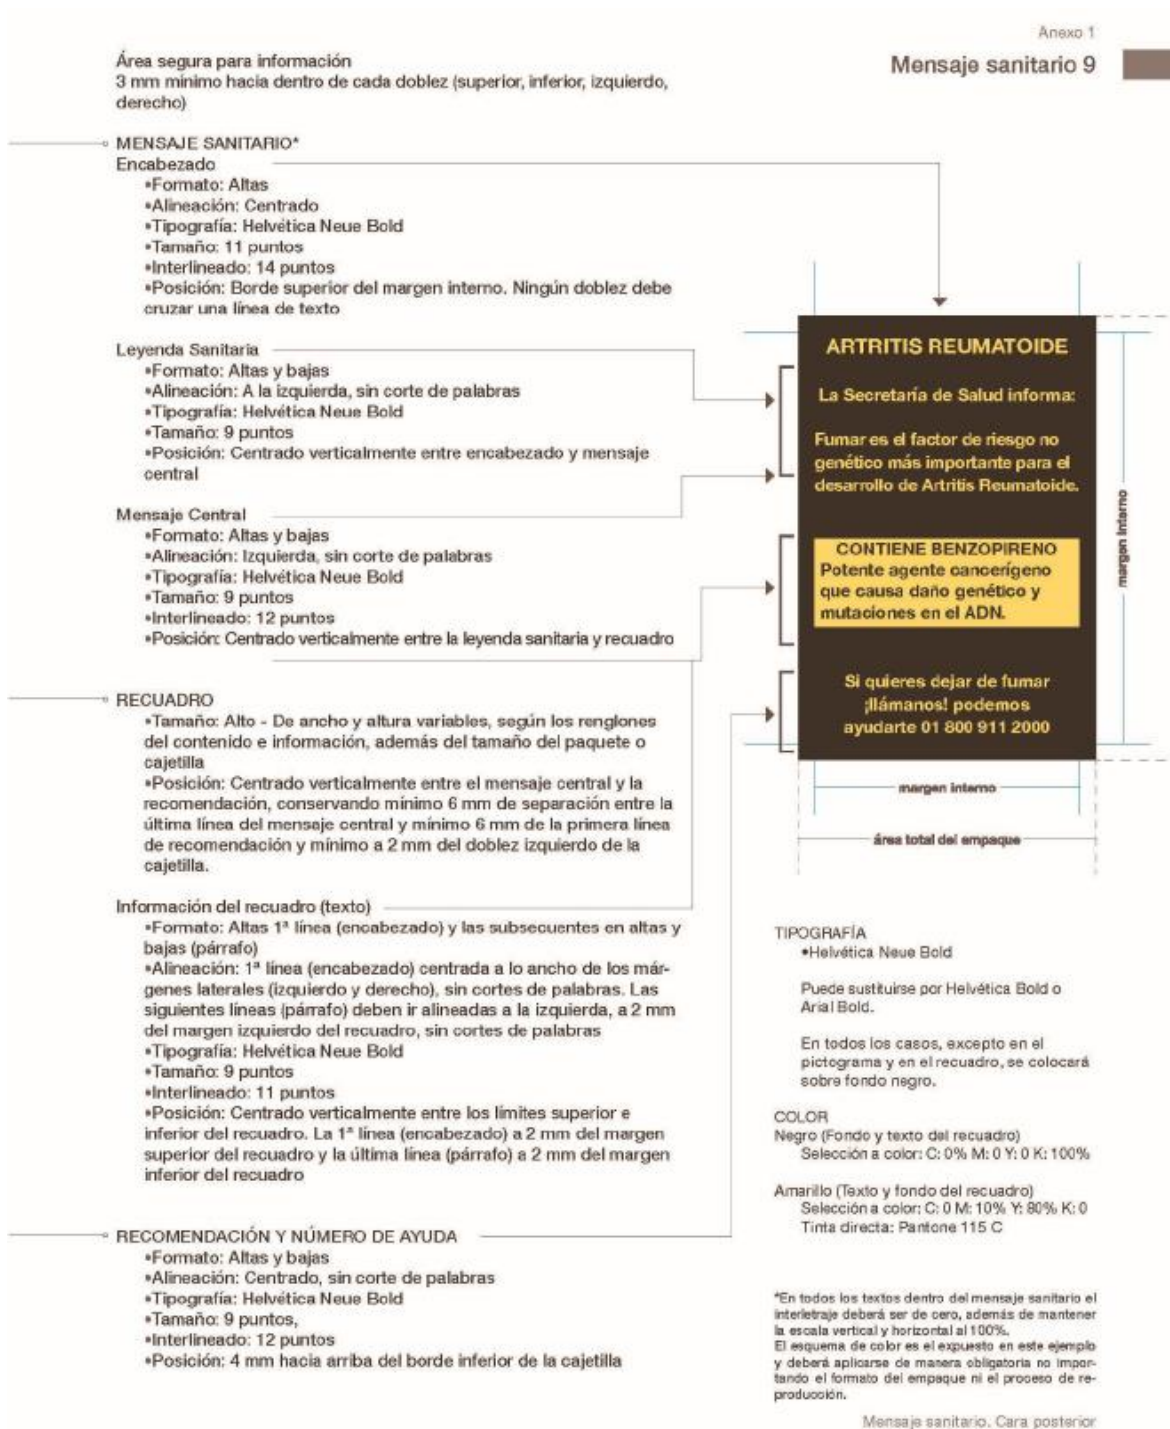 Anexo 1
Mensaje sanitario 9
Área segura para información
3 mm mínimo hacia dentro de cada doblez (superior, inferior, izquierdo,
derecho)
MENSAJE SANITARIO*
Encabezado
•Formato: Altas
•Alineación: Centrado
•Tipografía: Helvética Neue Bold
•Tamaño: 11 puntos
•Interlineado: 14 puntos
•Posición: Borde superior del margen interno. Ningún doblez debe
cruzar una línea de texto
Leyenda Sanitaria
•Formato: Altas y bajas
•Alineación: A la izquierda, sin corte de palabras
•Tipografía: Helvética Neue Bold
•Tamaño: 9 puntos
•Posición: Centrado verticalmente entre encabezado y mensaje
central
Mensaje Central
•Formato: Altas y bajas
•Alineación: Izquierda, sin corte de palabras
•Tipografía: Helvética Neue Bold
•Tamaño: 9 puntos
•Interlineado: 12 puntos
•Posición: Centrado verticalmente entre la leyenda sanitaria y recuadro
RECUADRO
•Tamaño: Alto - De ancho y altura variables, según los renglones
del contenido e información, además del tamaño del paquete o
cajetilla
•Posición: Centrado verticalmente entre el mensaje central y la
recomendación, conservando mínimo 6 mm de separación entre la
última línea del mensaje central y mínimo 6 mm de la primera línea
de recomendación y mínimo a 2 mm del doblez izquierdo de la
cajetilla.
Información del recuadro (texto)
•Formato: Altas 1ª línea (encabezado) y las subsecuentes en altas y
bajas (párrafo)
•Alineación: 1ª línea (encabezado) centrada a lo ancho de los már-
genes laterales (izquierdo y derecho), sin cortes de palabras. Las
siguientes líneas (párrafo) deben ir alineadas a la izquierda, a 2 mm
del margen izquierdo del recuadro, sin cortes de palabras
•Tipografía: Helvética Neue Bold
•Tamaño: 9 puntos
•Interlineado: 11 puntos
•Posición: Centrado verticalmente entre los límites superior e
inferior del recuadro. La 1ª línea (encabezado) a 2 mm del margen
superior del recuadro y la última línea (párrafo) a 2 mm del margen
inferior del recuadro
RECOMENDACIÓN Y NÚMERO DE AYUDA
•Formato: Altas y bajas
•Alineación: Centrado, sin corte de palabras
•Tipografía: Helvética Neue Bold
•Tamaño: 9 puntos,
•Interlineado: 12 puntos
•Posición: 4 mm hacia arriba del borde inferior de la cajetilla
ARTRITIS REUMATOIDE
La Secretaría de Salud informa:
Fumar es el factor de riesgo no
genético más importante para el
desarrollo de Artritis Reumatoide.
CONTIENE BENZOPIRENO
Potente agente cancerígeno
que causa daño genético y
mutaciones en el ADN.
Si quieres dejar de fumar
¡llámanos! podemos
ayudarte 01 800 911 2000
margen interno
margen interno
área total del empaque
TIPOGRAFÍA
•Helvética Neue Bold
Puede sustituirse por Helvética Bold o
Arial Bold.
En todos los casos, excepto en el
pictograma y en el recuadro, se colocará
sobre fondo negro.
COLOR
Negro (Fondo y texto del recuadro)
Selección a color: C: 0% M: 0 Y: 0 K: 100%
Amarillo (Texto y fondo del recuadro)
Selección a color: C: 0 M: 10% Y: 80% K: 0
Tinta directa: Pantone 115 C
*En todos los textos dentro del mensaje sanitario el
interletraje deberá ser de cero, además de mantener
la escala vertical y horizontal al 100%.
El esquema de color es el expuesto en este ejemplo
y deberá aplicarse de manera obligatoria no impor-
tando el formato del empaque ni el proceso de re-
producción.
Mensaje sanitario. Cara posterior